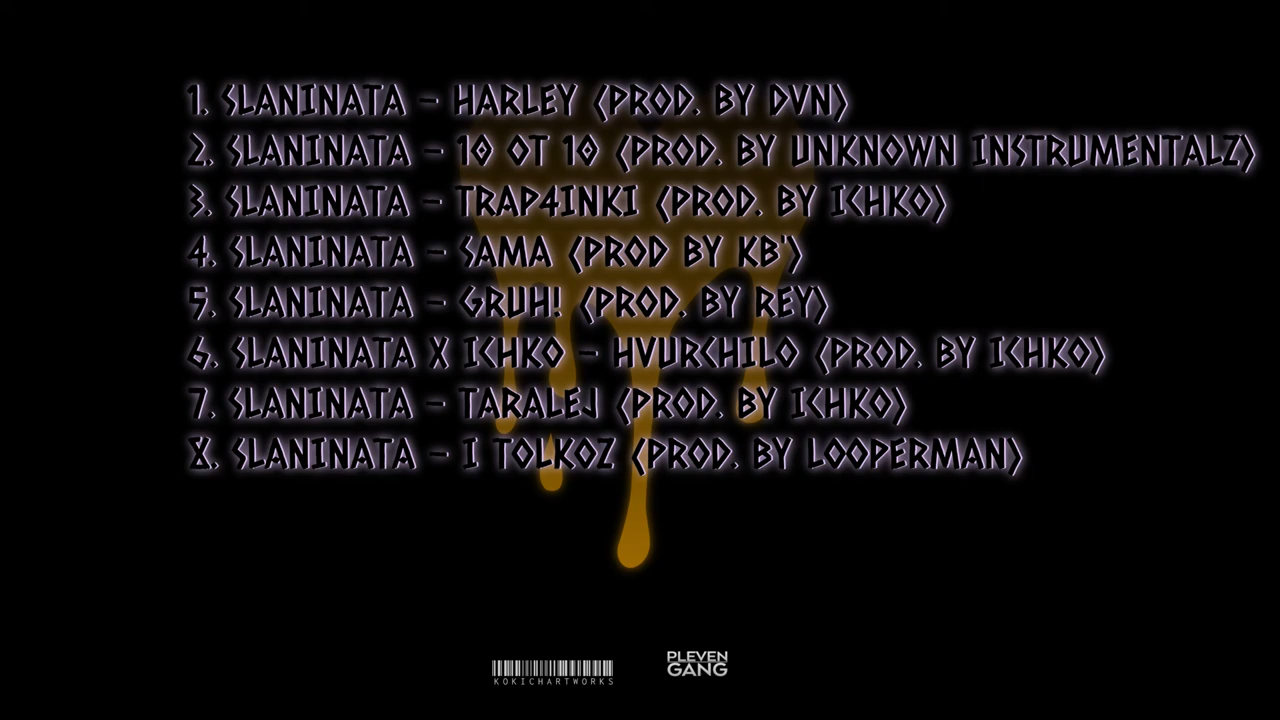 1. SLANINATA - HARLEY (PROD. BY DVN)
2. SLANINATA - 10 OT 10 (PROD. BY UNKNOWN INSTRUMENTALZ)
3. SLANINATA - TRAP4INKI (PROD. BY ICHKO)
4. SLANINATA - SAMA (PROD BY KB')
5. SLANINATA - GRUH! (PROD. BY REY)
6. SLANINATA X ICHKO - HVURCHILO (PROD. BY ICHKO)
7. SLANINATA - TARALEJ (PROD. BY ICHKO)
8. SLANINATA - I TOLKOZ (PROD. BY LOOPERMAN)
KOKICHARTWORKS
PLEVEN
GANG